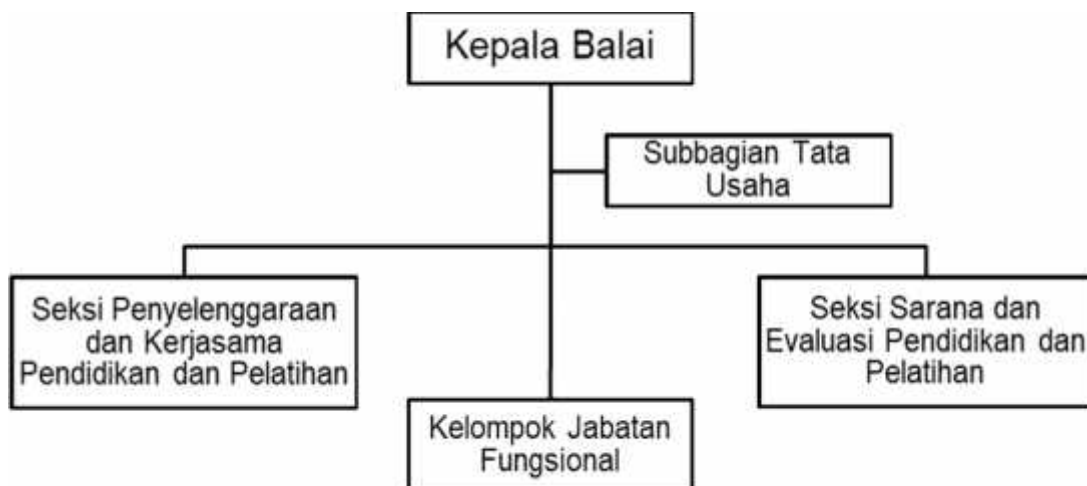 Kepala Balai
Subbagian Tata
Usaha
Seksi Penyelenggaraan
dan Kerjasama
Pendidikan dan Pelatihan
Seksi Sarana dan
Evaluasi Pendidikan dan
Pelatihan
Kelompok Jabatan
Fungsional